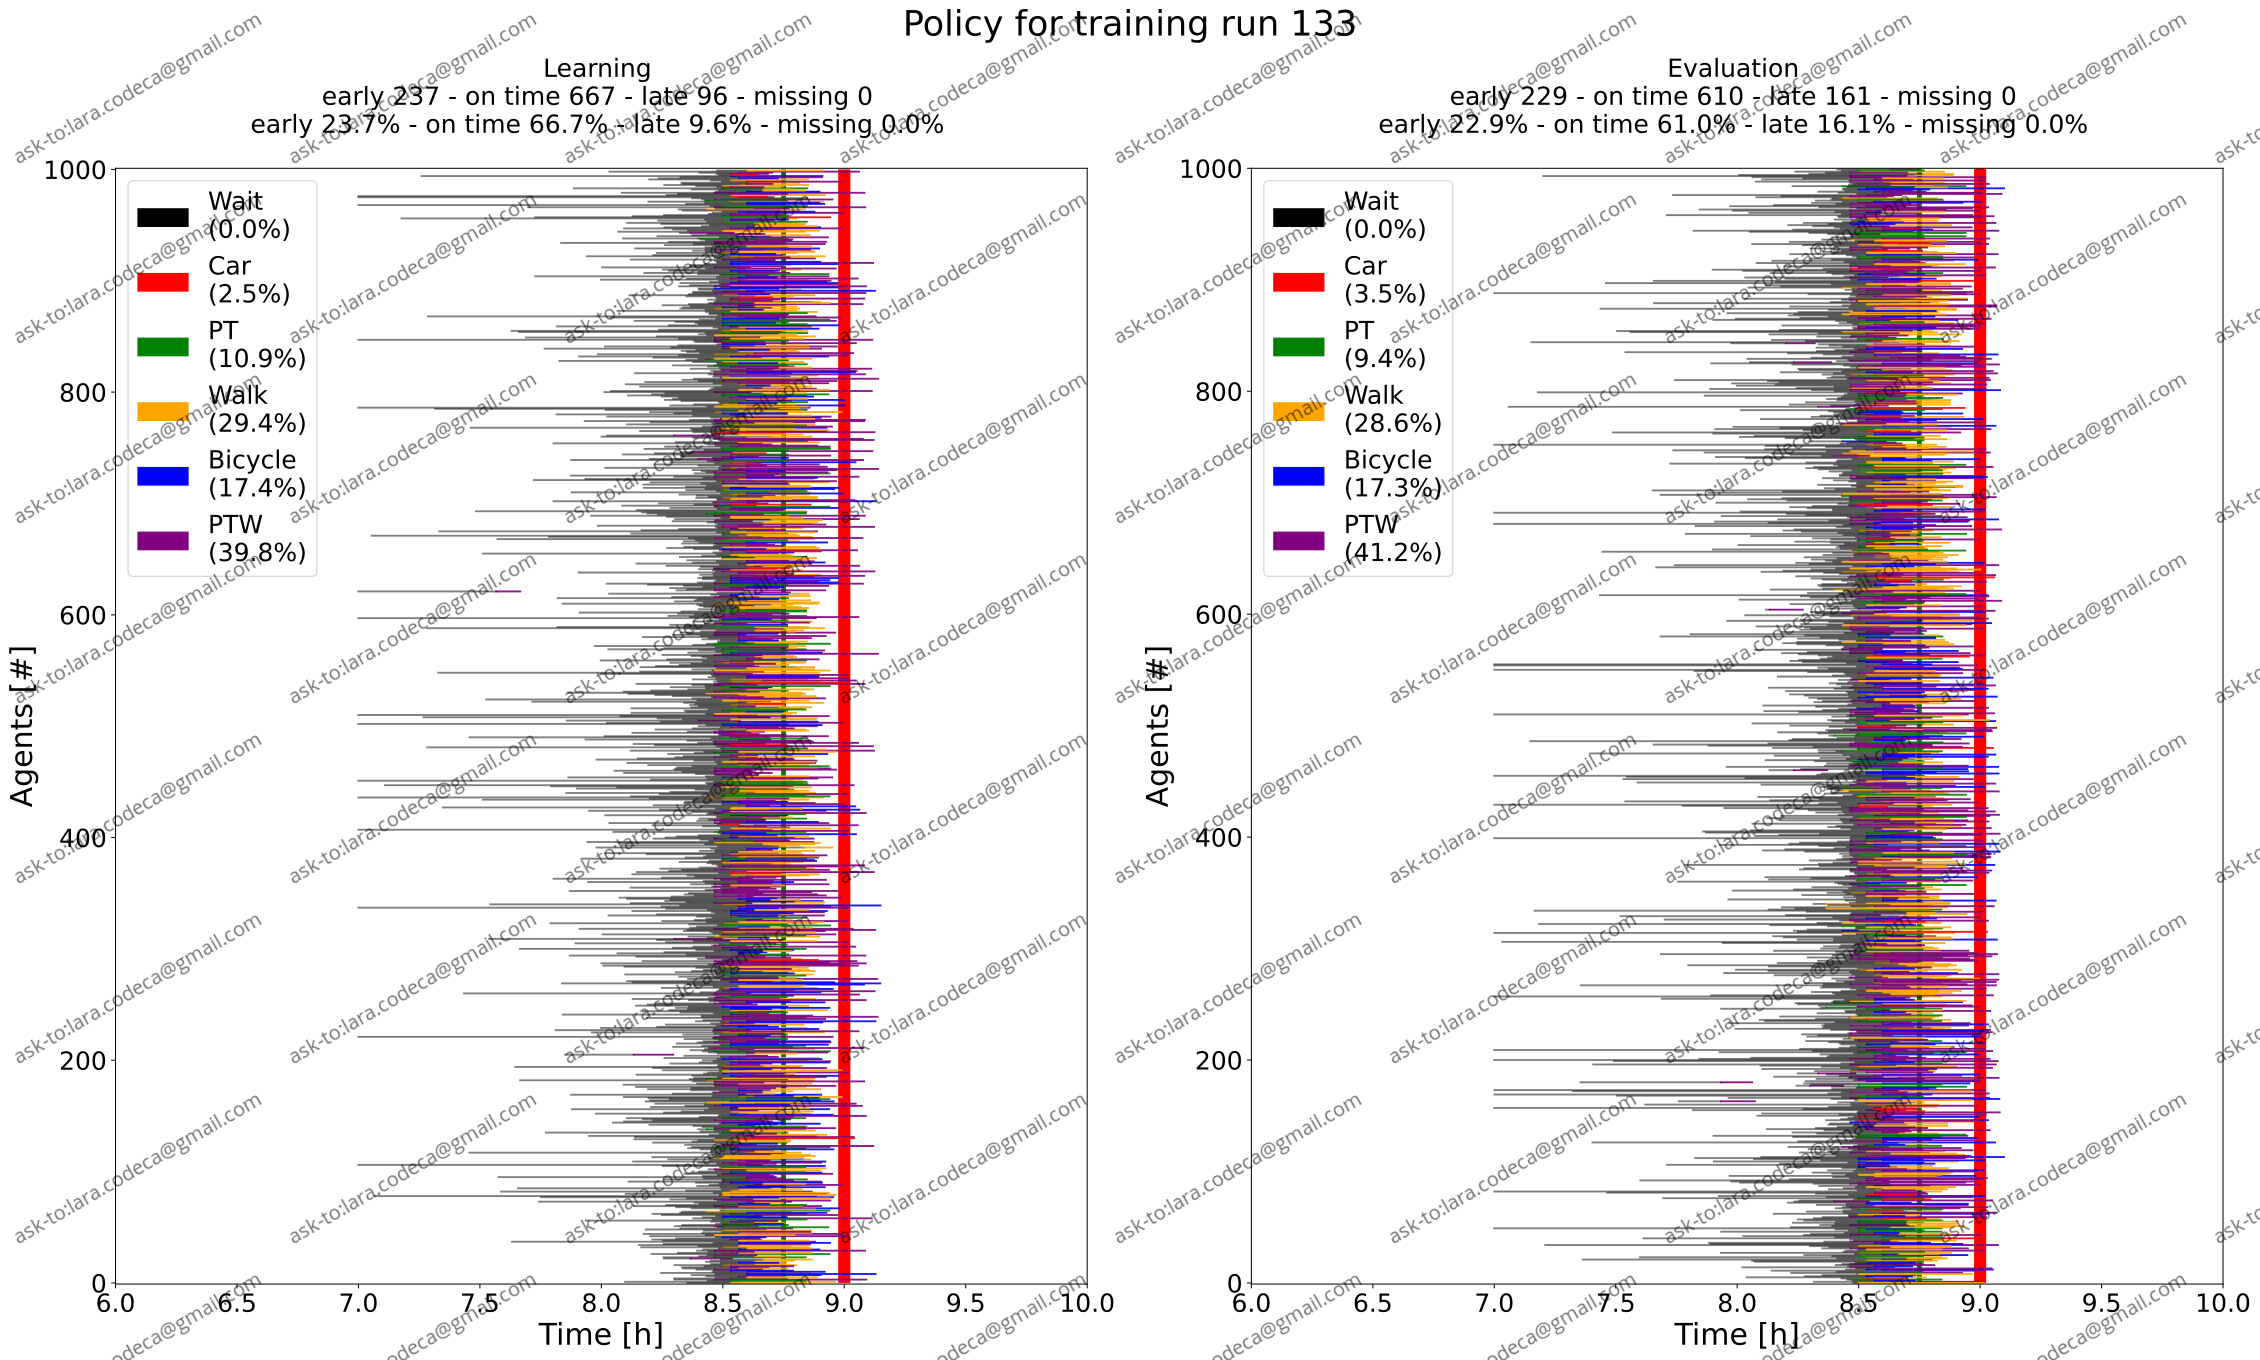 Policy for training run 133
Learning
early 237 - on time 667 - late 96 - missing 0
early 23.7% - on time 66.7% - late 9.6% - missing 0.0%
1000
800
600
400
200
0
Agents [#]
Wait
(0.0%)
Car
(2.5%)
PT
(10.9%)
Walk
(29.4%)
Bicycle
(17.4%)
PTW
(39.8%)
6.0 6.5 7.0 7.5 8.0 8.5 9.0 9.5 10.0
Time [h]
Evaluation
early 229 - on time 610 - late 161 - missing 0
early 22.9% - on time 61.0% - late 16.1% - missing 0.0%
1000
800
600
400
200
0
Agents [#]
Wait
(0.0%)
Car
(3.5%)
PT
(9.4%)
Walk
(28.6%)
Bicycle
(17.3%)
PTW
(41.2%)
6.0 6.5 7.0 7.5 8.0 8.5 9.0 9.5 10.0
Time [h]
ask-to:lara.codeca@gmail.com